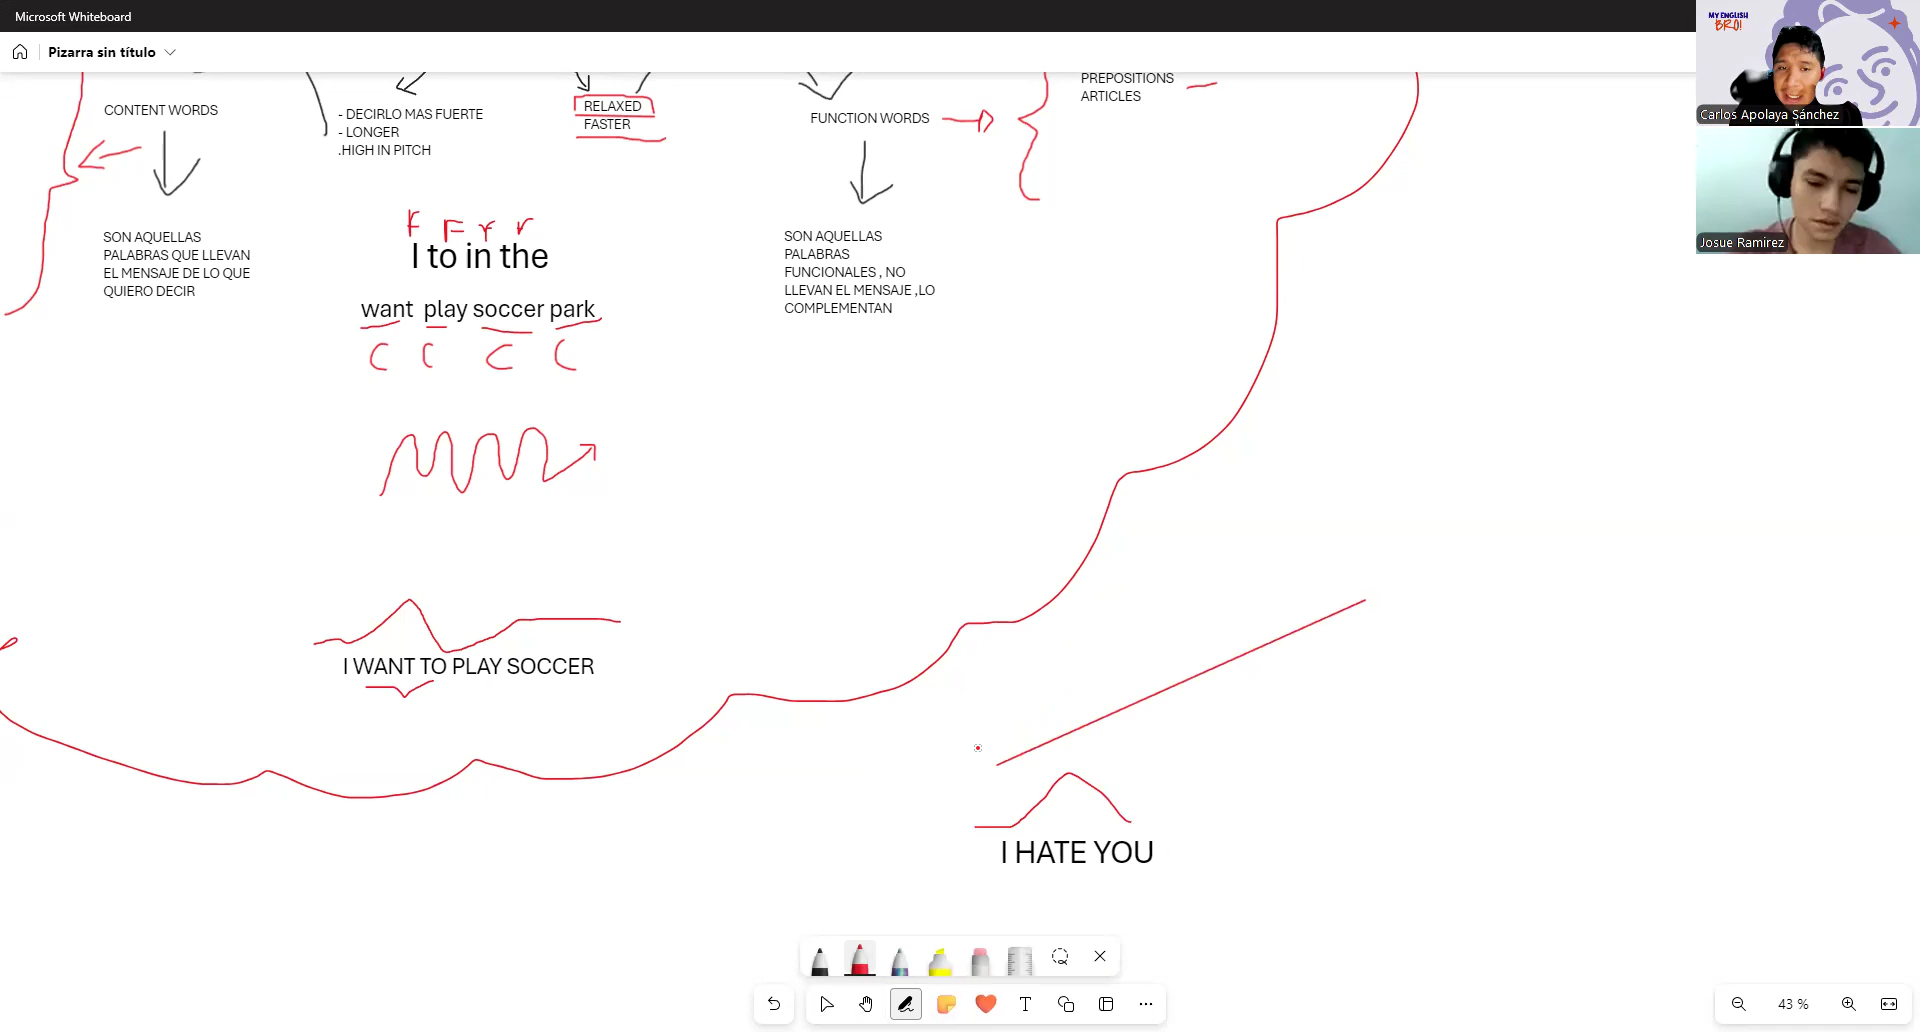 Microsoft Whiteboard
Pizarra sin título
MY ENGLISH
BRO!
Carlos Apolaya Sánchez
Josue Ramirez
PREPOSITIONS
ARTICLES
CONTENT WORDS
- DECIRLO MAS FUERTE
- LONGER
.HIGH IN PITCH
RELAXED
FASTER
FUNCTION WORDS
SON AQUELLAS
PALABRAS QUE LLEVAN
EL MENSAJE DE LO QUE
QUIERO DECIR
F F r r
I to in the
want play soccer park
C C C C
SON AQUELLAS
PALABRAS
FUNCIONALES , NO
LLEVAN EL MENSAJE ,LO
COMPLEMENTAN
I WANT TO PLAY SOCCER
I HATE YOU
43 %